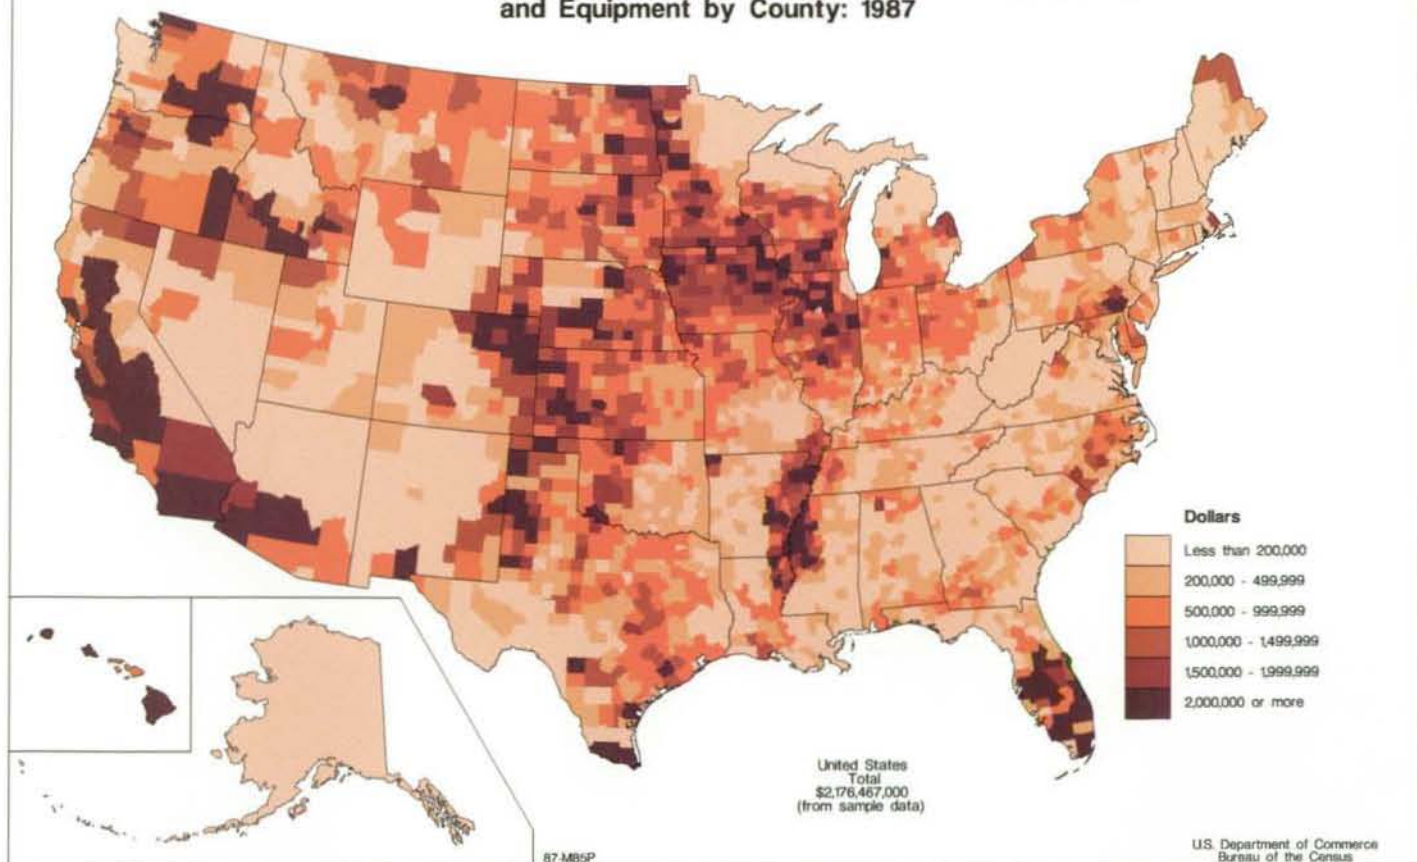 and Equipment by County: 1987
Dollars
Less than 200,000
200,000 - 499,999
500,000 - 999,999
1,000,000 - 1,499,999
1,500,000 - 1,999,999
2,000,000 or more
United States
Total
$2,176,467,000
(from sample data)
87-M85P
U.S. Department of Commerce
Bureau of the Census